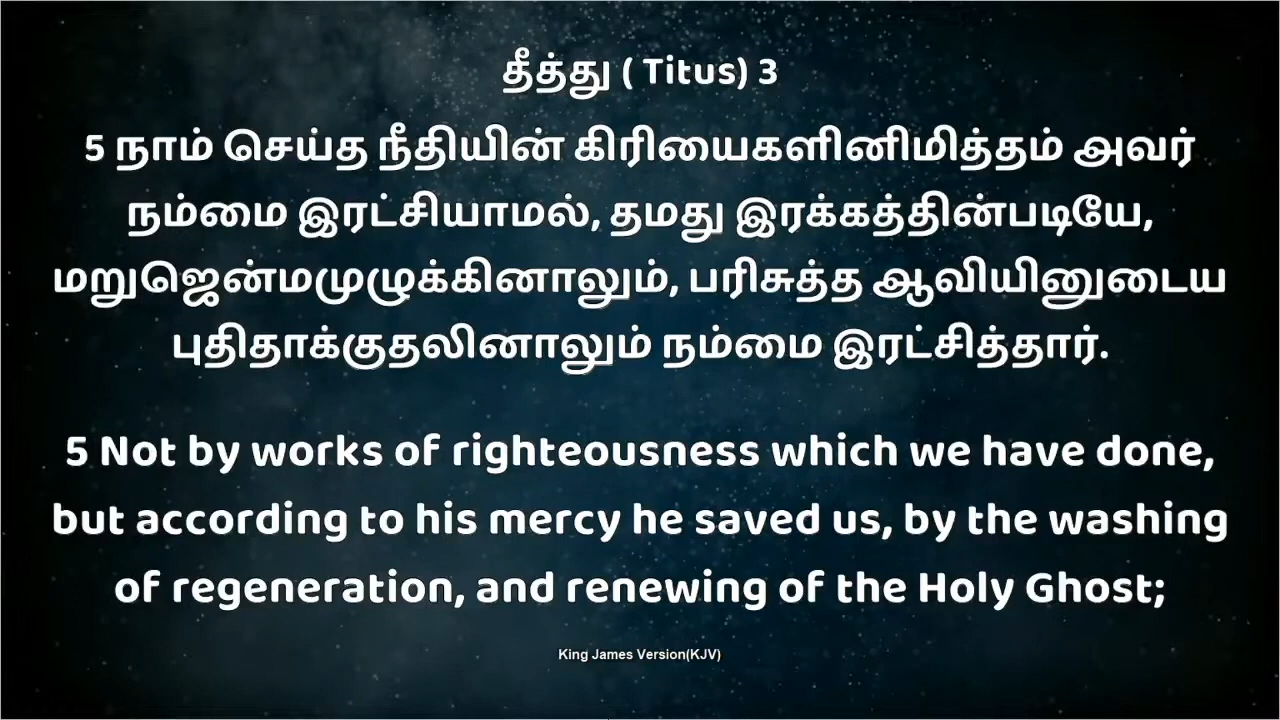 தீத்து ( Titus) 3
5 நாம் செய்த நீதியின் கிரியைகளினிமித்தம் அவர்
நம்மை இரட்சியாமல், தமது இரக்கத்தின்படியே,
மறுஜென்மமுழுக்கினாலும், பரிசுத்த ஆவியினுடைய
புதிதாக்குதலினாலும் நம்மை இரட்சித்தார்.
5 Not by works of righteousness which we have done,
but according to his mercy he saved us, by the washing
of regeneration, and renewing of the Holy Ghost;
King James Version(KJV)